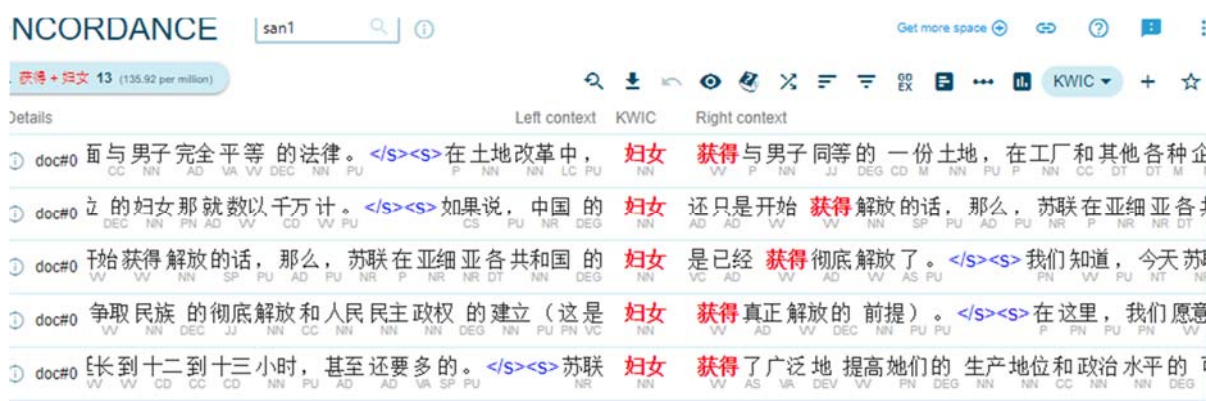 NCORDANCE san1 Get more space
获得 + 妇女 13 (135.92 per million) GO EX KWIC
Details Left context KWIC Right context
doc#0 面与男子完全平等 的法律。 </s><s> 在土地改革中， 妇女 获得 与男子 同等的 一份土地， 在工厂 和 其他 各种 企
CC NN AD VA VV DEC NN PU P NN NN LC PU NN VV P NN JJ DEG CD M NN PU P NN CC DT DT M
doc#0 立 的妇女 那就 数以 千万 计。 </s><s> 如果说， 中国 的 妇女 还 只是 开始 获得 解放 的话， 那么， 苏联 在 亚细亚 各
DEC NN PN AD VV CD VV PU CS PU NR DEG NN AD AD VV VV NN SP PU AD PU NR P NR NR DT
doc#0 开始 获得 解放 的话， 那么， 苏联 在 亚细亚 各 共和国 的 妇女 是 已经 获得 彻底 解放 了。 </s><s> 我们 知道， 今天 苏
VV VV NN SP PU AD PU NR P NR NR DT NN DEG NN VC AD VV AD VV AS PU PN VV PU NT
doc#0 争取 民族 的 彻底 解放 和 人民 民主 政权 的 建立 （这是 妇女 获得 真正 解放 的 前提） 。 </s><s> 在 这里， 我们 愿意
VV NN DEC JJ NN CC NN NN NN DEG NN PU PN VC NN VV AD VV DEC NN PU PU P PN PU PN VV
doc#0 长 到 十二 到 十三 小时， 甚至 还要 多 的。 </s><s> 苏联 妇女 获得 了 广泛 地 提高 她们 的 生产 地位 和 政治 水平 的
VV VV CD CC CD NN PU AD AD VA SP PU NR NN VV AS VA DEV VV PN DEG NN NN CC NN NN DEG